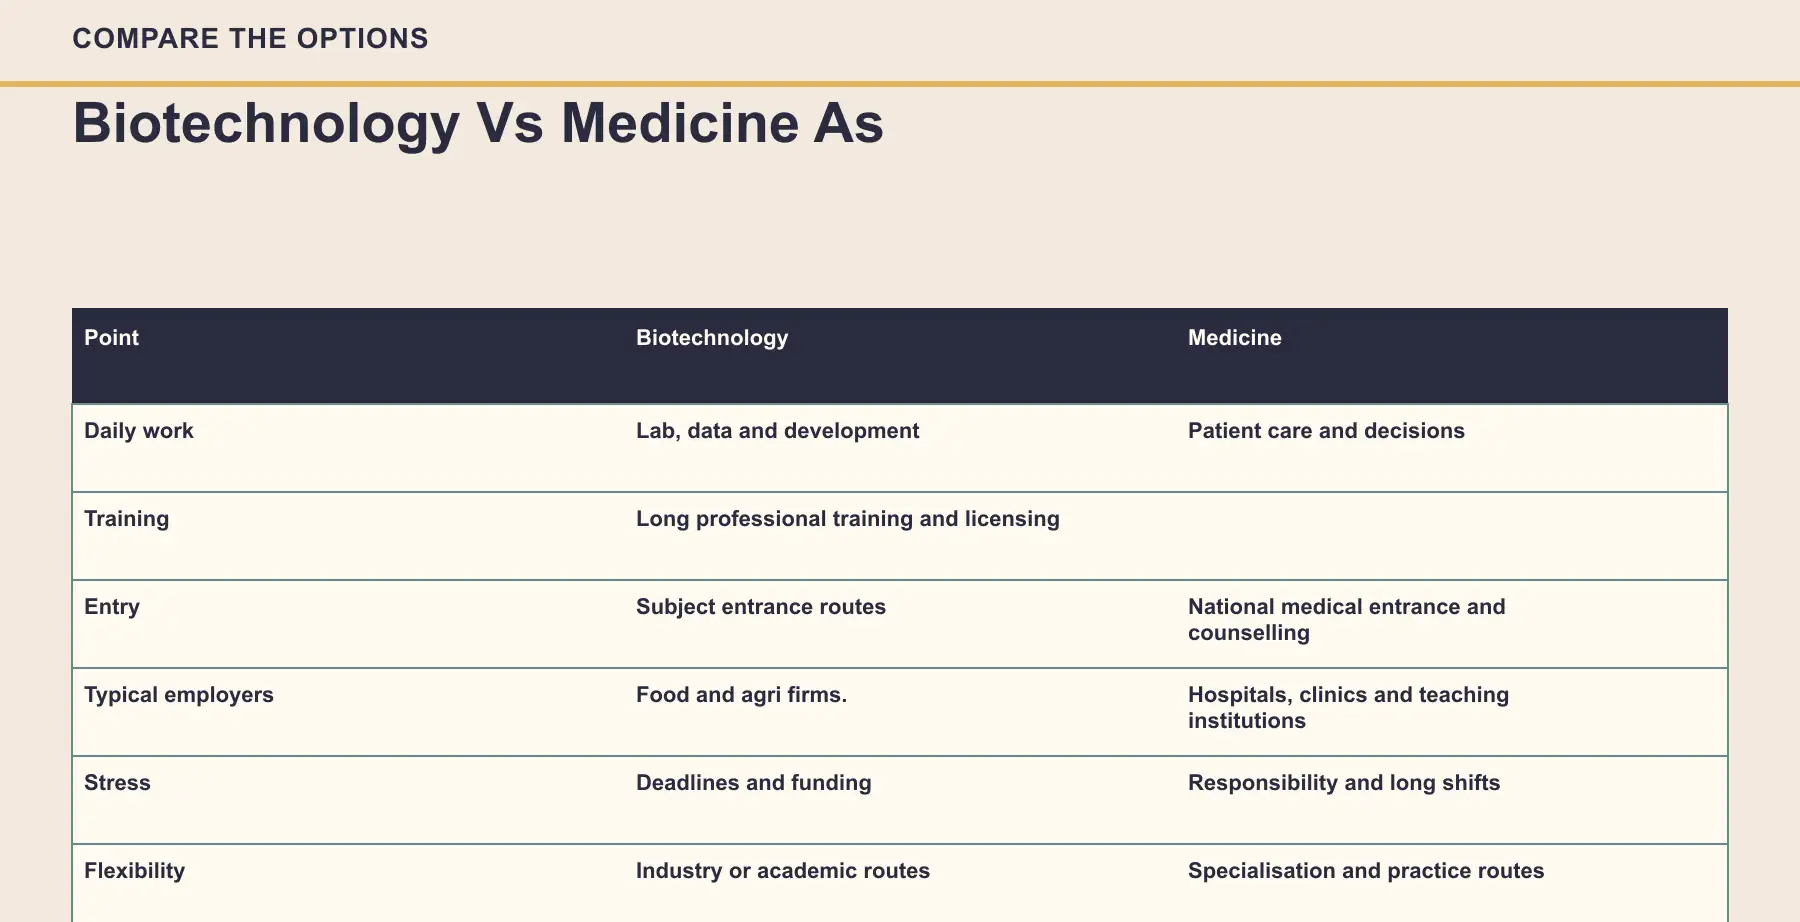 COMPARE THE OPTIONS
Biotechnology Vs Medicine As
Point Biotechnology Medicine
Daily work Lab, data and development Patient care and decisions
Training Long professional training and licensing
Entry Subject entrance routes National medical entrance and
counselling
Typical employers Food and agri firms. Hospitals, clinics and teaching
institutions
Stress Deadlines and funding Responsibility and long shifts
Flexibility Industry or academic routes Specialisation and practice routes